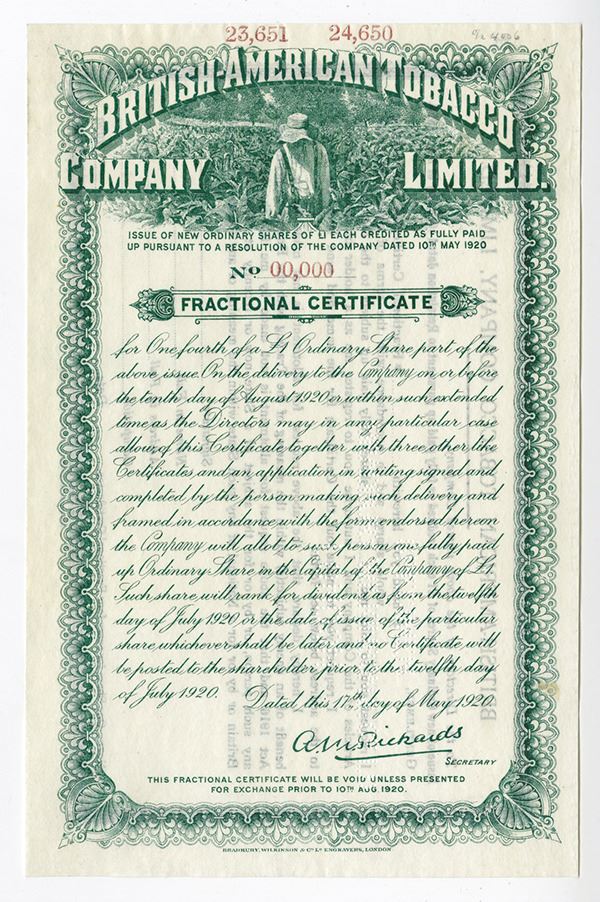 23,651 24,650
BRITISH-AMERICAN TOBACCO
COMPANY LIMITED.
ISSUE OF NEW ORDINARY SHARES OF £1 EACH CREDITED AS FULLY PAID
UP PURSUANT TO A RESOLUTION OF THE COMPANY DATED 10TH MAY 1920
No 00,000
FRACTIONAL CERTIFICATE
for One fourth of a £1 Ordinary Share part of the
above issue. On the delivery to the Company on or before
the tenth day of August 1920 or within such extended
time as the Directors may in any particular case
allow, of this Certificate together with three other like
Certificates, and an application in writing signed and
completed by the person making such delivery and
framed in accordance with the form endorsed hereon
the Company will allot to such person one fully paid
up Ordinary Share in the Capital of the Company of £1.
Such share will rank for dividend as from the twelfth
day of July 1920 or the date of issue of the particular
share whichever shall be later and no Certificate will
be posted to the shareholder prior to the twelfth day
of July 1920. Dated this 17th day of May 1920.
A.M. Rickards
SECRETARY
THIS FRACTIONAL CERTIFICATE WILL BE VOID UNLESS PRESENTED
FOR EXCHANGE PRIOR TO 10TH AUG. 1920.
BRADBURY, WILKINSON & Co Ld ENGRAVERS, LONDON